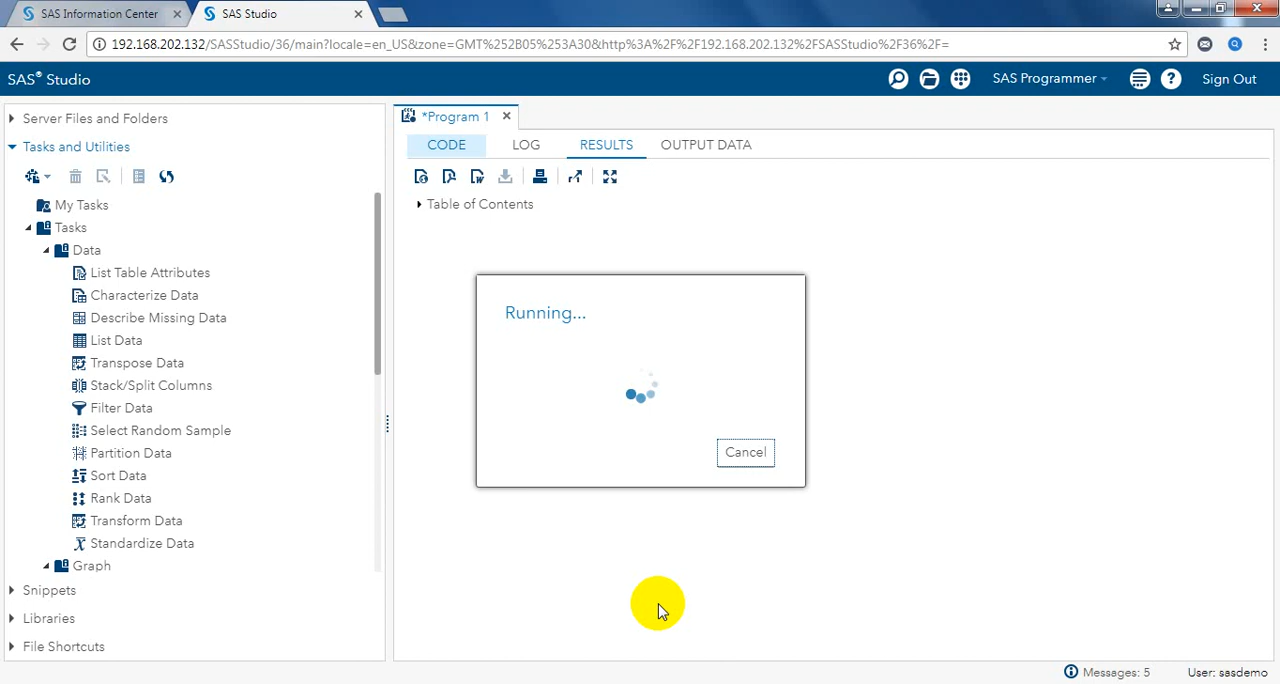 SAS Information Center
SAS Studio
192.168.202.132/SASStudio/36/main?locale=en_US&zone=GMT%252B05%253A30&http%3A%2F%2F192.168.202.132%2FSASStudio%2F36%2F=
SAS® Studio
SAS Programmer
Sign Out
Server Files and Folders
Tasks and Utilities
My Tasks
Tasks
Data
List Table Attributes
Characterize Data
Describe Missing Data
List Data
Transpose Data
Stack/Split Columns
Filter Data
Select Random Sample
Partition Data
Sort Data
Rank Data
Transform Data
Standardize Data
Graph
Snippets
Libraries
File Shortcuts
*Program 1
CODE LOG RESULTS OUTPUT DATA
Table of Contents
Running...
Cancel
Messages: 5
User: sasdemo